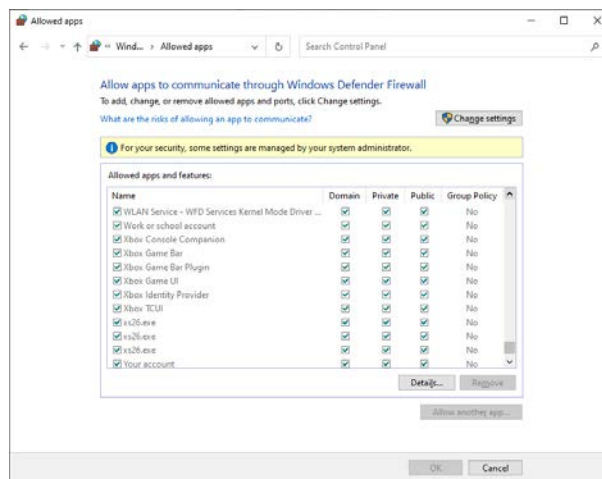 Allowed apps
Wind... › Allowed apps
Search Control Panel
Allow apps to communicate through Windows Defender Firewall
To add, change, or remove allowed apps and ports, click Change settings.
What are the risks of allowing an app to communicate?
Change settings
For your security, some settings are managed by your system administrator.
Allowed apps and features:
Name Domain Private Public Group Policy
WLAN Service - WFD Services Kernel Mode Driver ... No
Work or school account No
Xbox Console Companion No
Xbox Game Bar No
Xbox Game Bar Plugin No
Xbox Game UI No
Xbox Identity Provider No
Xbox TCUI No
xs26.exe No
xs26.exe No
xs26.exe No
Your account No
Details... Remove
Allow another app...
OK Cancel